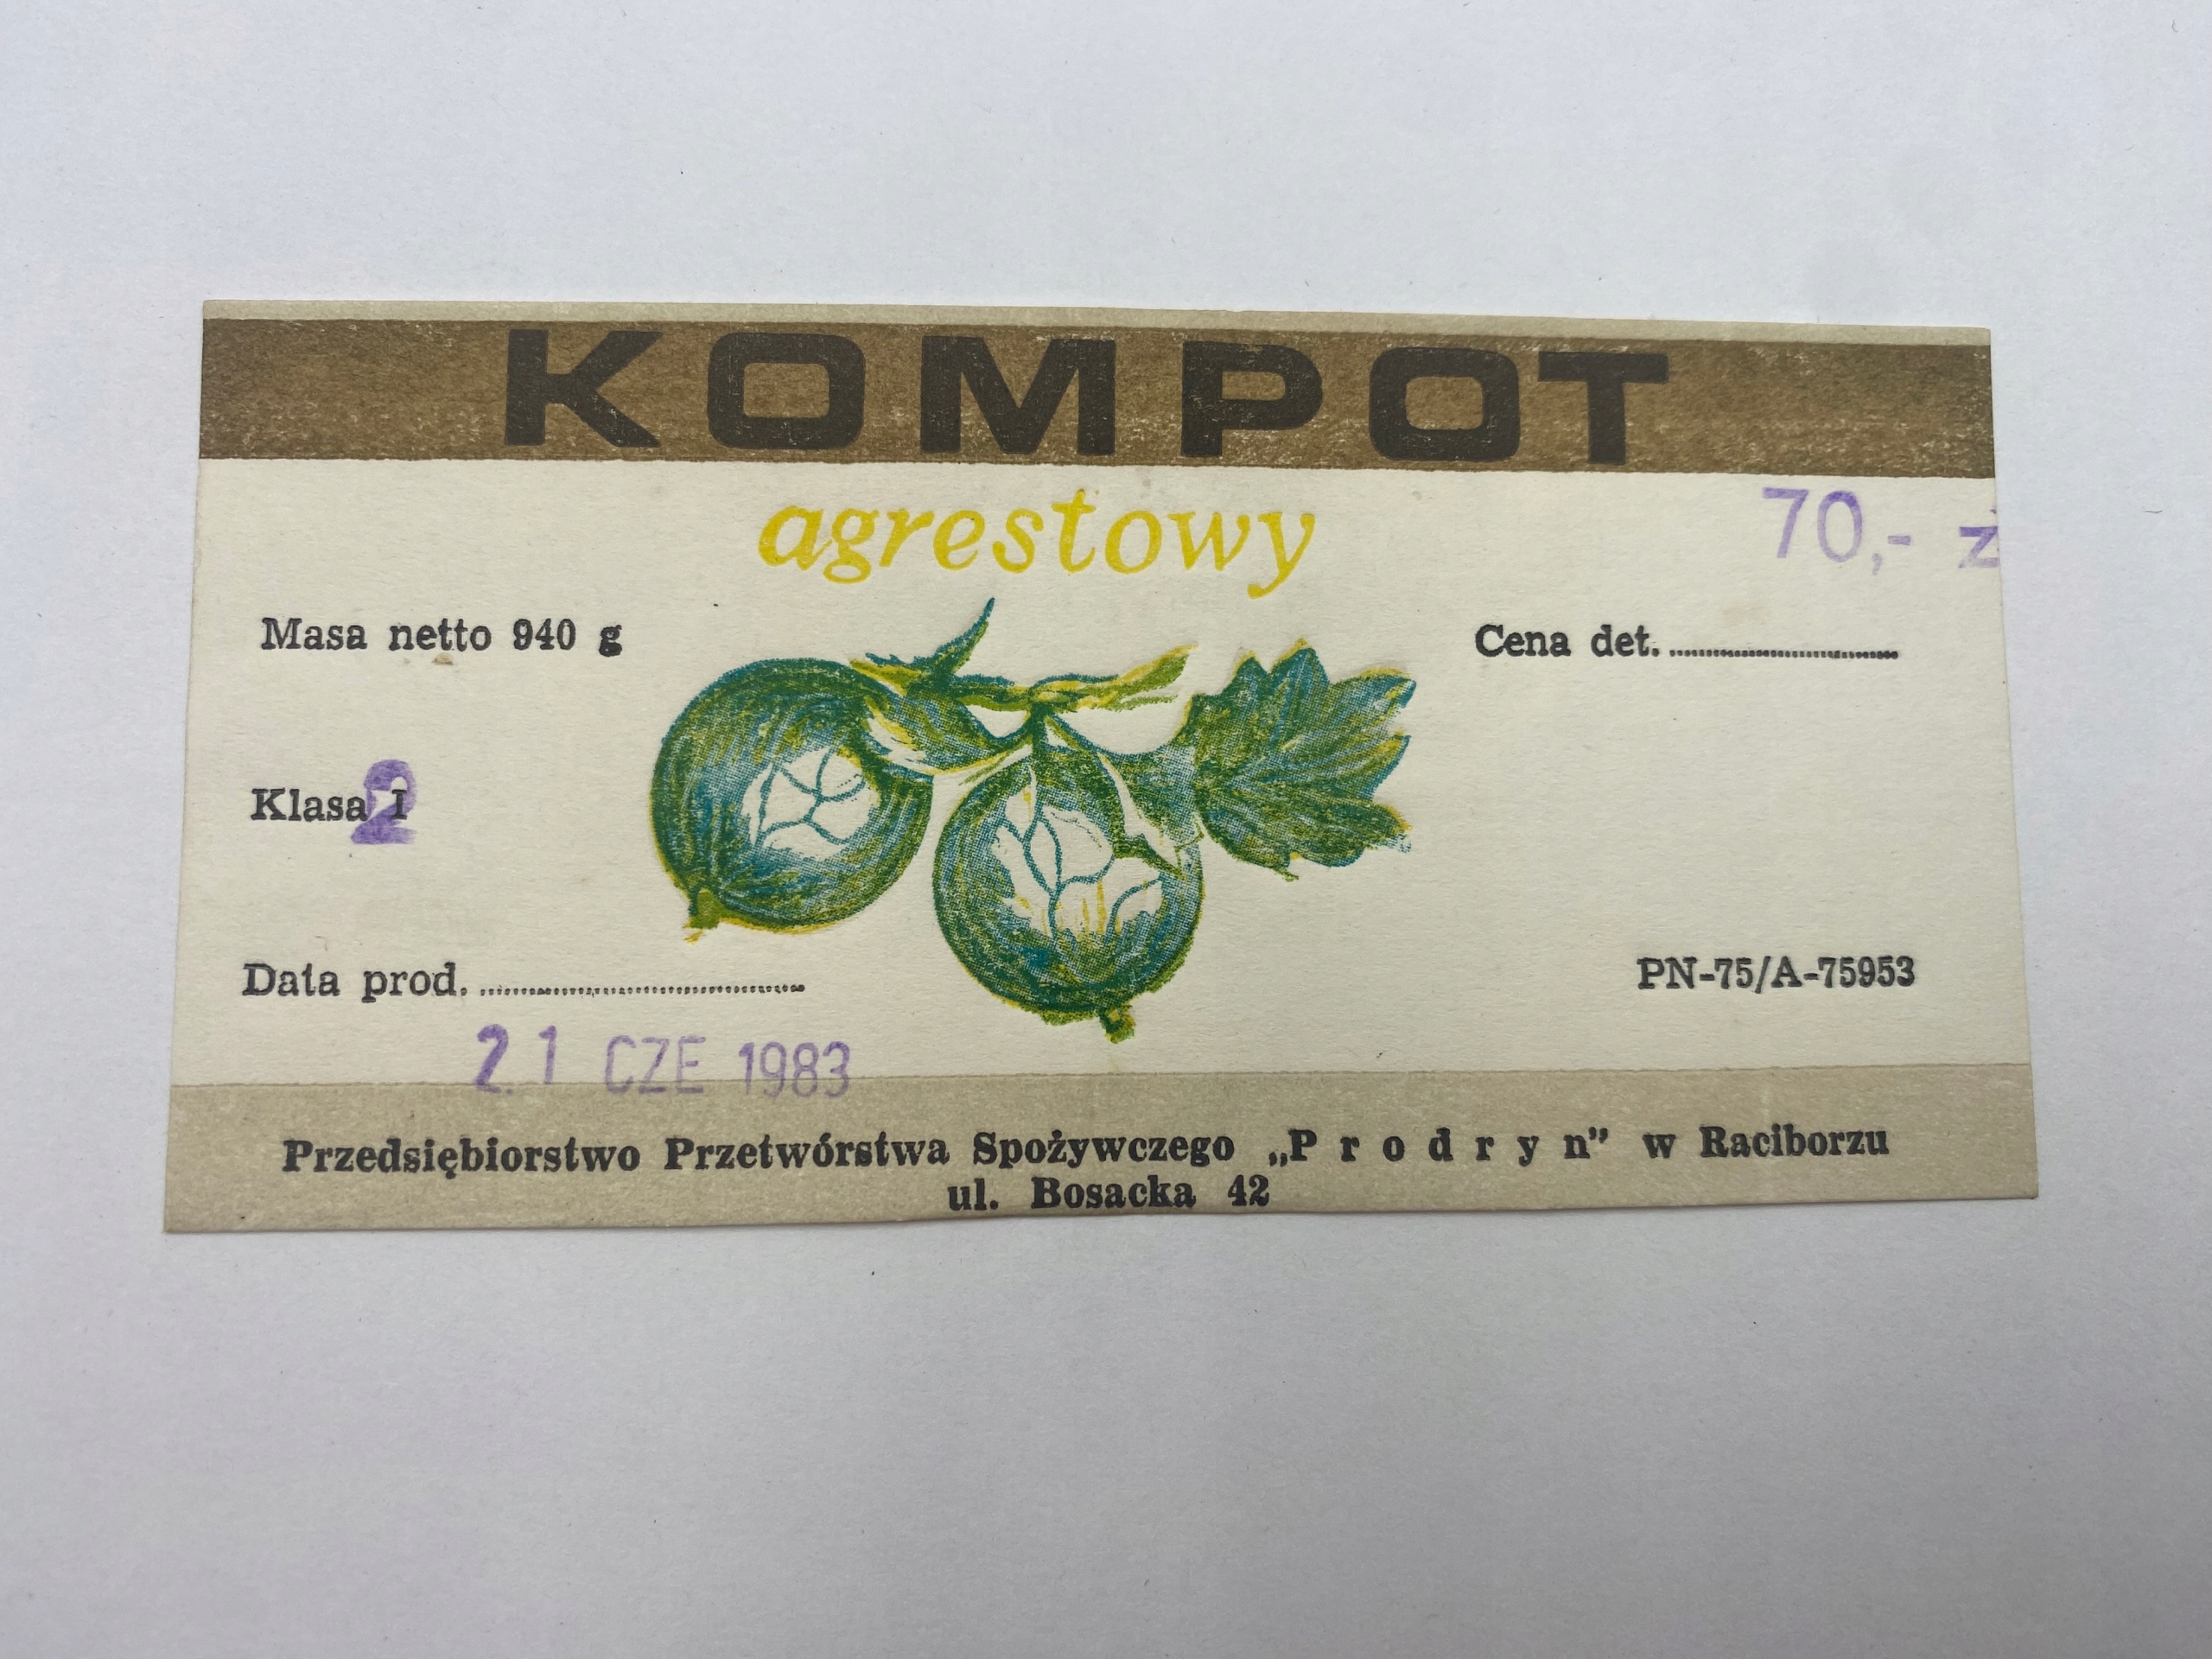 KOMPOT
agrestowy
70,- z
Masa netto 940 g
Cena det.
Klasa I
2
Data prod.
21 CZE 1983
PN-75/A-75953
Przedsiębiorstwo Przetwórstwa Spożywczego „Prodryn” w Raciborzu
ul. Bosacka 42